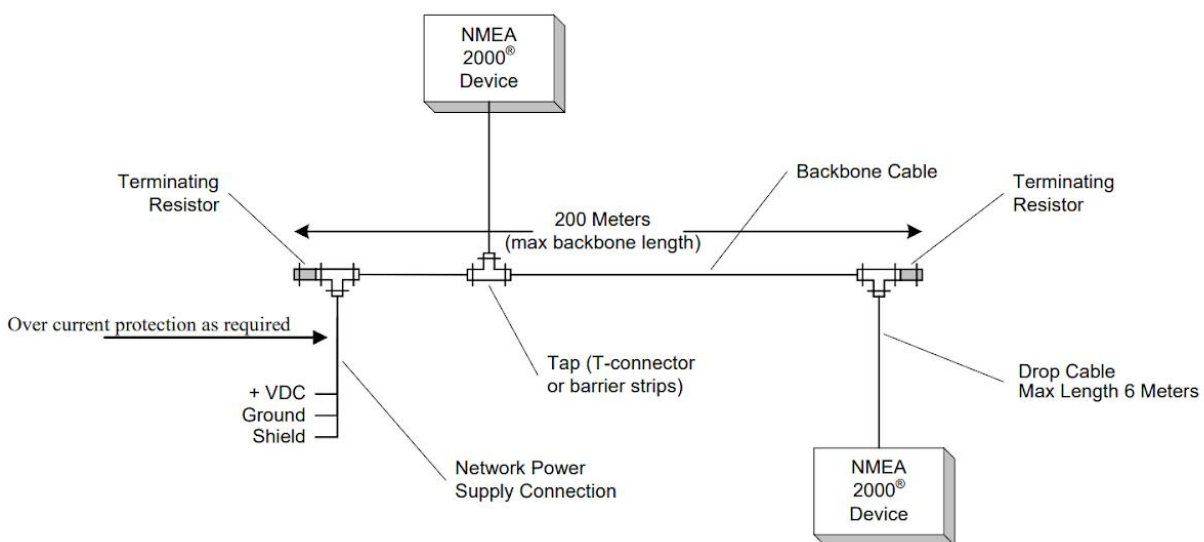 NMEA
2000®
Device
Terminating
Resistor
200 Meters
(max backbone length)
Backbone Cable
Terminating
Resistor
Over current protection as required
+ VDC
Ground
Shield
Tap (T-connector
or barrier strips)
Network Power
Supply Connection
Drop Cable
Max Length 6 Meters
NMEA
2000®
Device